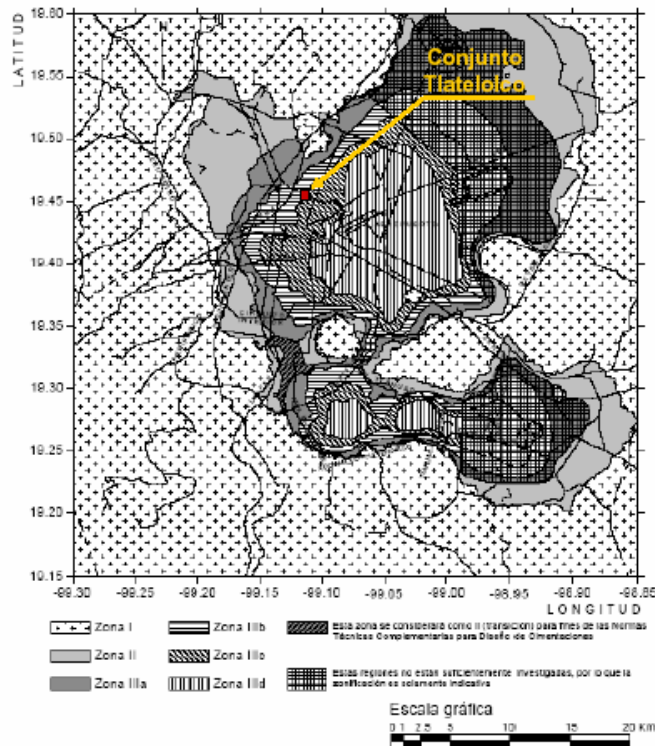 LATITUD
19.60
19.50
19.45
19.40
19.35
19.30
19.25
19.20
19.15
Conjunto
Tlatelolco
N
-99.30
-99.25
-99.20
-99.15
-99.10
-99.05
-99.00
-98.95
-98.90
-98.85
LONGITUD
Zona I
Zona II
Zona IIIa
Zona IIIb
Zona IIIc
Zona IIId
Esta zona se considerará como II (transición) para fines de las Normas
Técnicas Complementarias para Diseño de Cimentaciones
Estas regiones no están suficientemente investigadas, por lo que la
zonificación es solamente indicativa
Escala gráfica
0 1 2.5 5 10 15 20 Km